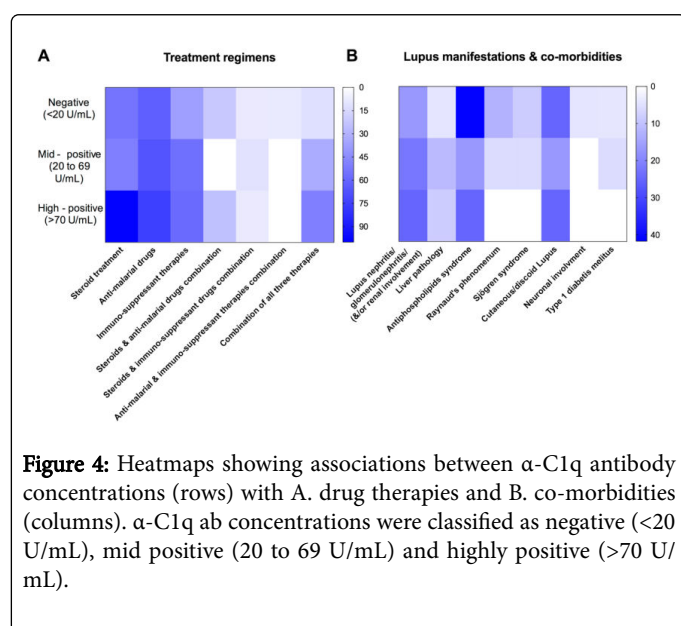 A
Treatment regimens
B
Lupus manifestations & co-morbidities
Negative
(<20 U/mL)
Mid - positive
(20 to 69
U/mL)
High - positive
(>70 U/mL)
0
15
30
45
60
75
90
0
10
20
30
40
Steroid treatment
Anti-malarial drugs
Immuno-suppressant therapies
Steroids & anti-malarial drugs combination
Steroids & immuno-suppressant drugs combination
Anti-malarial & immuno-suppressant therapies combination
Combination of all three therapies
Lupus nephritis/
glomerulonephritis/
(&/or renal involvement)
Liver pathology
Antiphospholipids syndrome
Raynaud's phenomenum
Sjögren syndrome
Cutaneous/discoid Lupus
Neuronal involvment
Type 1 diabetis melitus
Figure 4: Heatmaps showing associations between α-C1q antibody
concentrations (rows) with A. drug therapies and B. co-morbidities
(columns). α-C1q ab concentrations were classified as negative (<20
U/mL), mid positive (20 to 69 U/mL) and highly positive (>70 U/
mL).